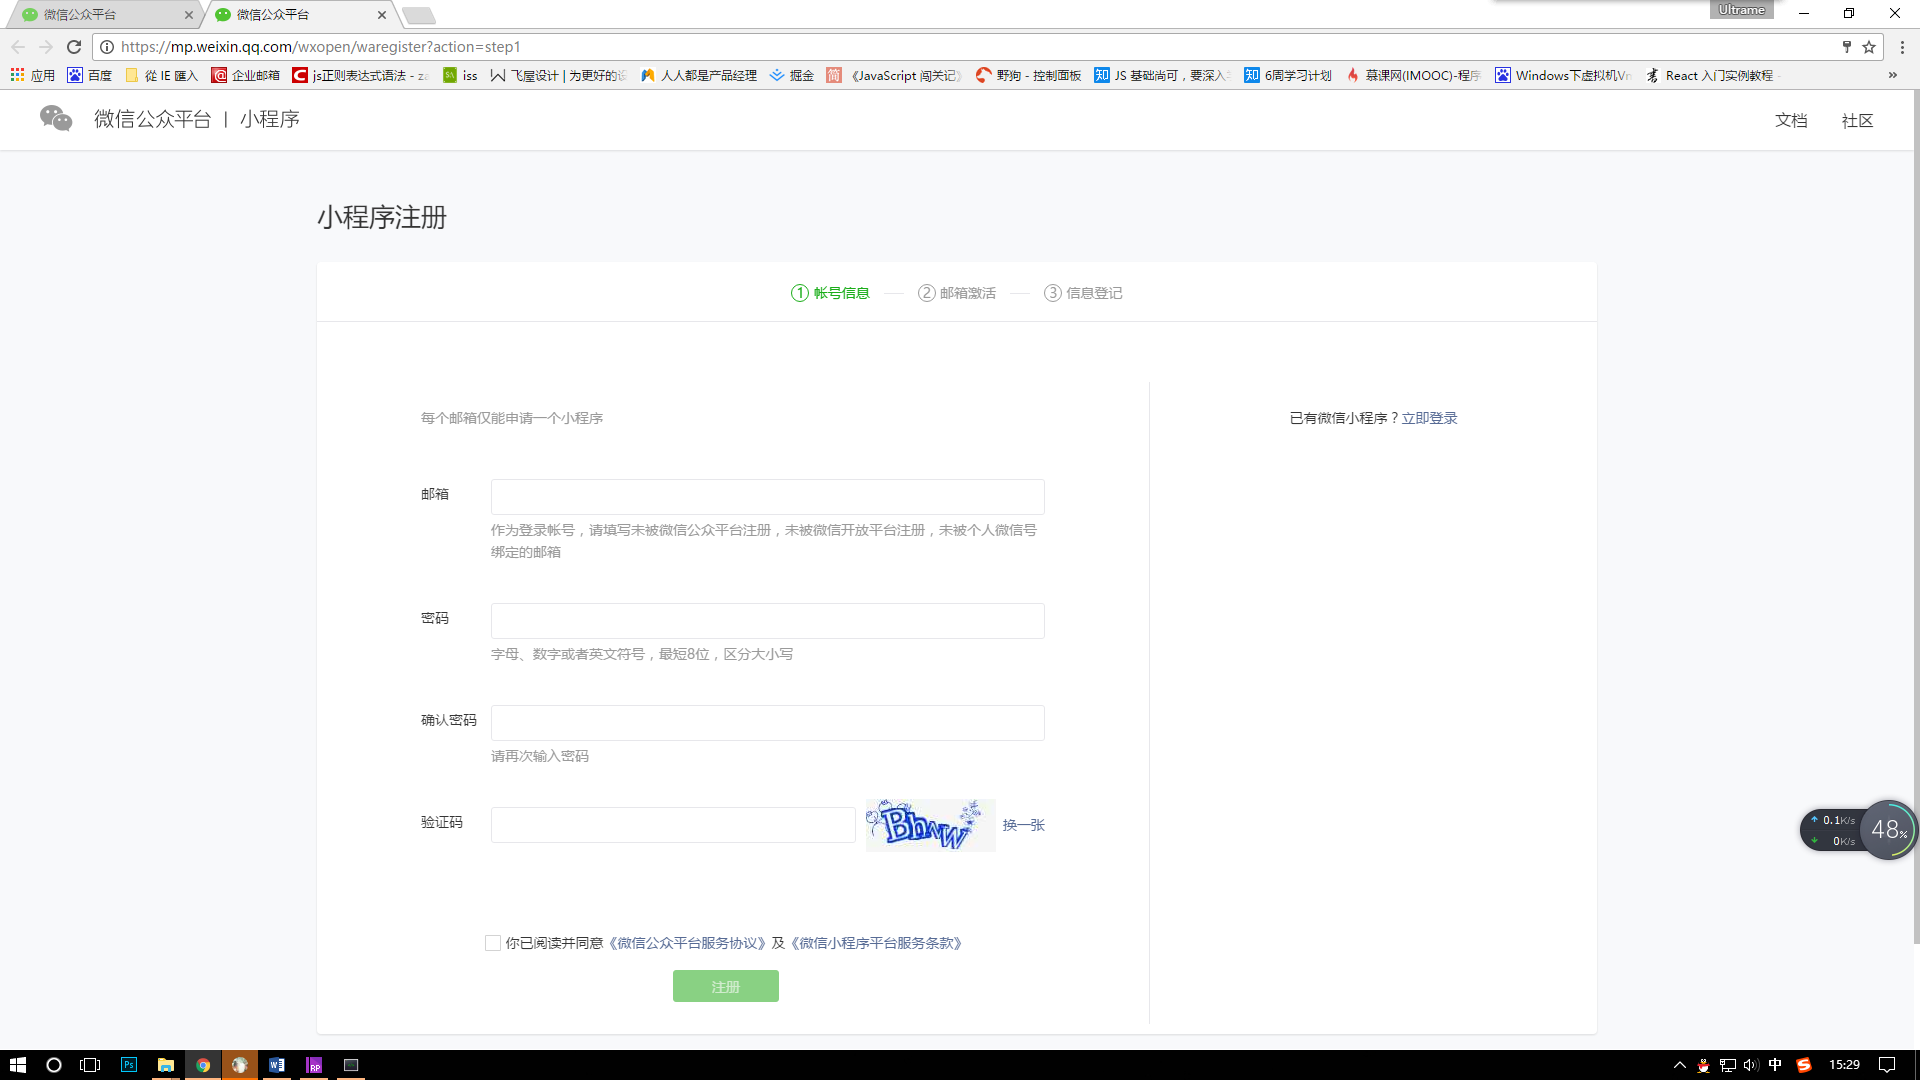 微信公众平台
微信公众平台
Ultrame
https://mp.weixin.qq.com/wxopen/waregister?action=step1
应用 百度 從 IE 匯入 企业邮箱 js正则表达式语法 - za iss 飞屋设计 | 为更好的设 人人都是产品经理 掘金 《JavaScript 闯关记》 野狗 - 控制面板 JS 基础尚可，要深入 6周学习计划 慕课网(IMOOC)-程序 Windows下虚拟机Vm React 入门实例教程 -
微信公众平台 | 小程序
文档 社区
小程序注册
1 帐号信息 2 邮箱激活 3 信息登记
每个邮箱仅能申请一个小程序
已有微信小程序？立即登录
邮箱
作为登录帐号，请填写未被微信公众平台注册，未被微信开放平台注册，未被个人微信号
绑定的邮箱
密码
字母、数字或者英文符号，最短8位，区分大小写
确认密码
请再次输入密码
验证码 换一张
0.1K/s
0K/s
48%
你已阅读并同意《微信公众平台服务协议》及《微信小程序平台服务条款》
注册
Ps
RP
中
15:29